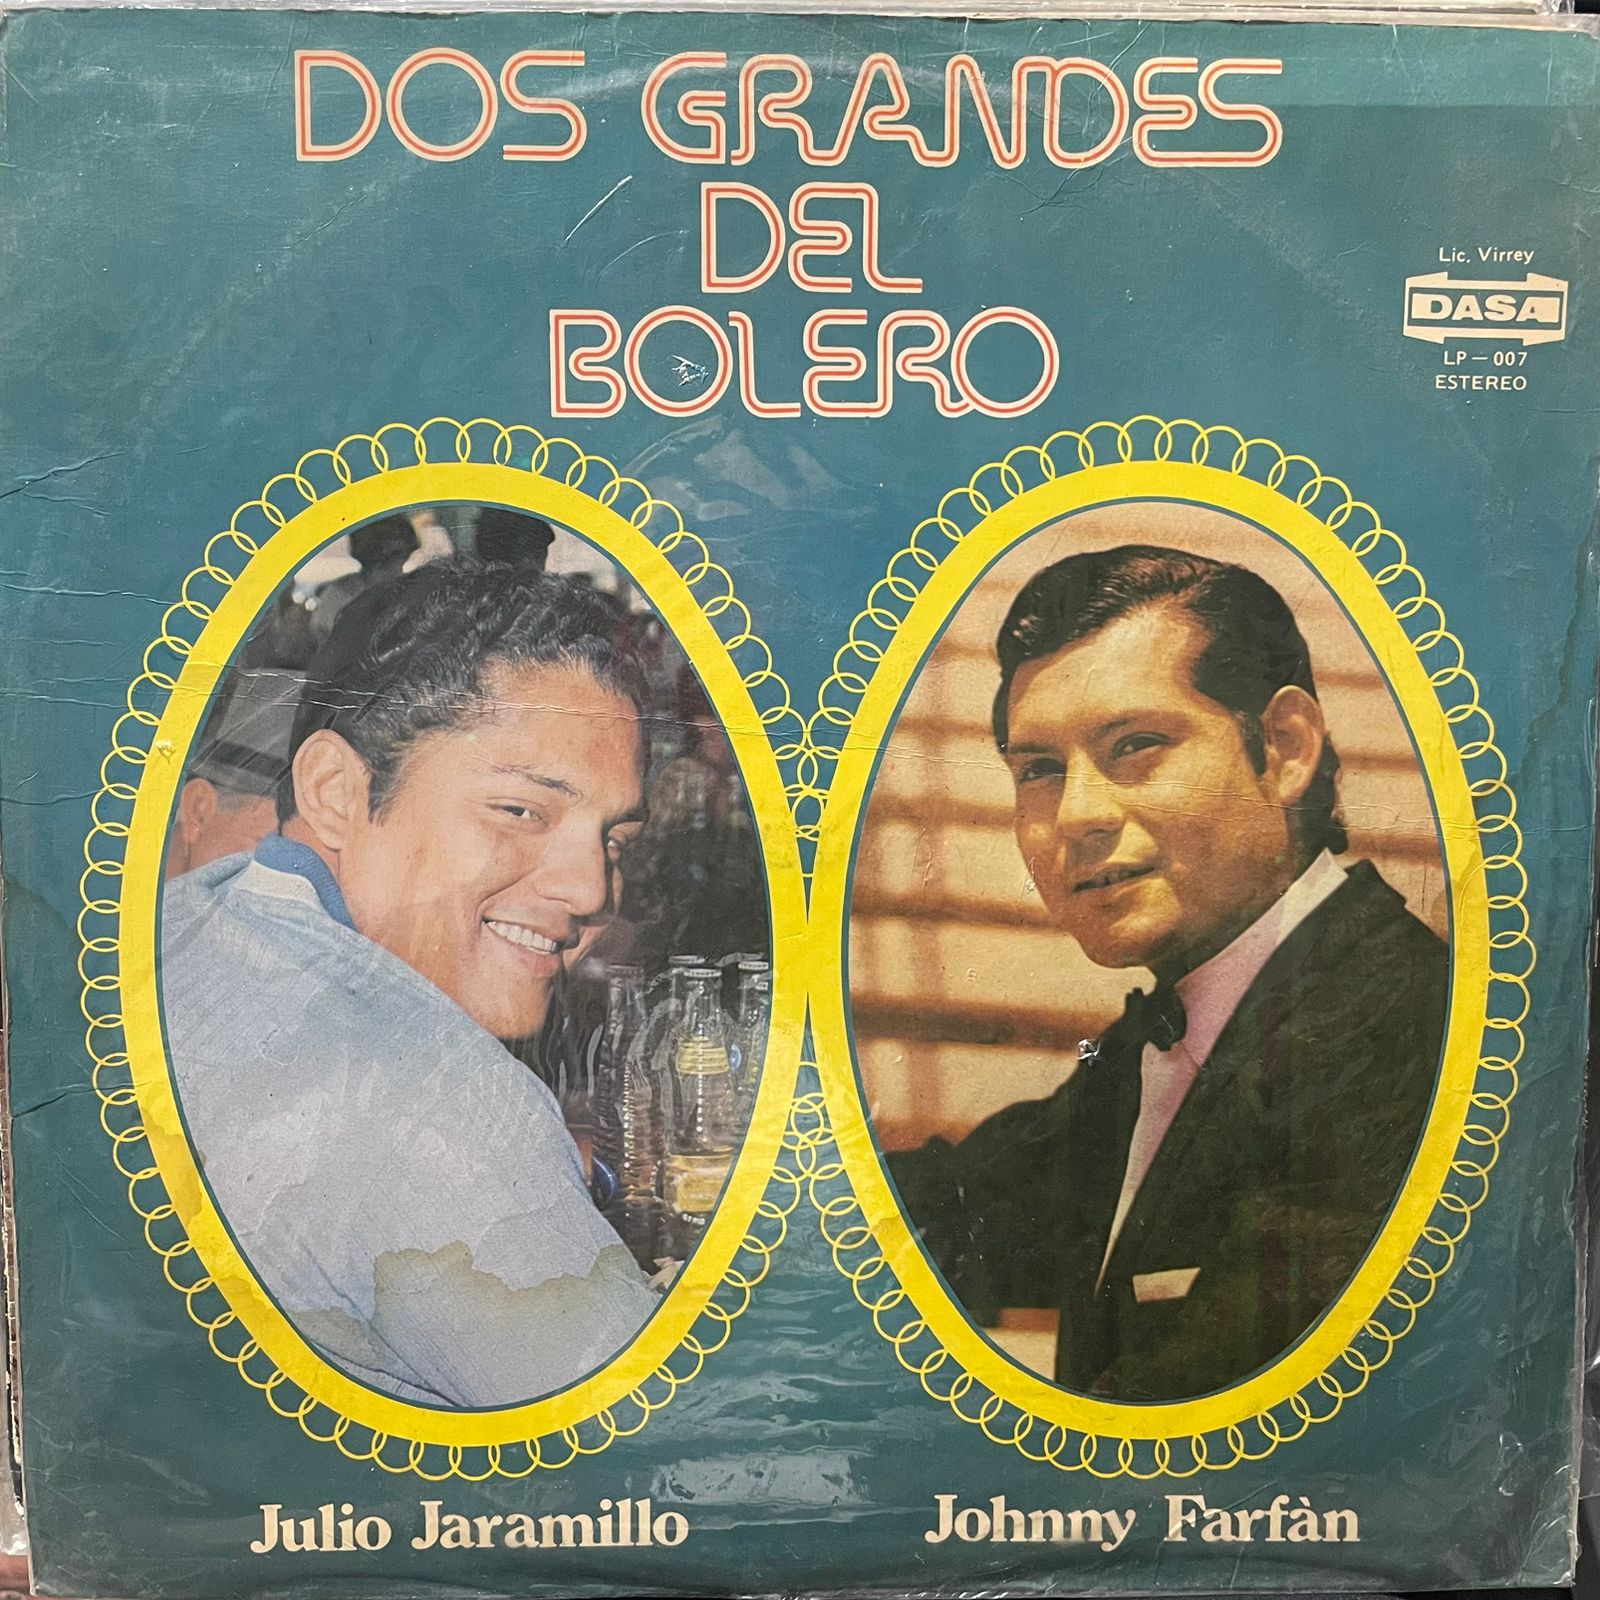 DOS GRANDES
DEL
BOLERO
Lic. Virrey
DASA
LP-007
ESTEREO
Julio Jaramillo
Johnny Farfàn